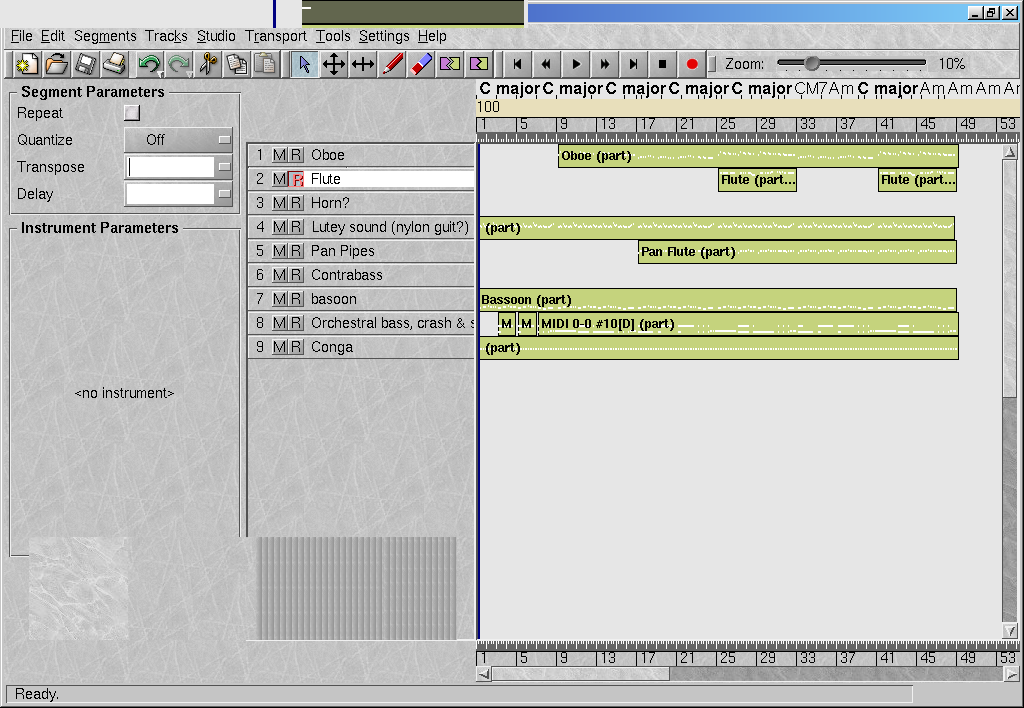 File Edit Segments Tracks Studio Transport Tools Settings Help
Zoom: 10%
Segment Parameters
Repeat
Quantize Off
Transpose
Delay
Instrument Parameters
<no instrument>
C major C major C major C major C major CM7Am C major Am Am Am Ar
100
1 5 9 13 17 21 25 29 33 37 41 45 49 53
1 M R Oboe
2 M R Flute
3 M R Horn?
4 M R Lutey sound (nylon guit?)
5 M R Pan Pipes
6 M R Contrabass
7 M R basoon
8 M R Orchestral bass, crash & s
9 M R Conga
Oboe (part)
Flute (part... Flute (part...
(part)
Pan Flute (part)
Bassoon (part)
M M MIDI 0-0 #10[D] (part)
(part)
1 5 9 13 17 21 25 29 33 37 41 45 49 53
Ready.